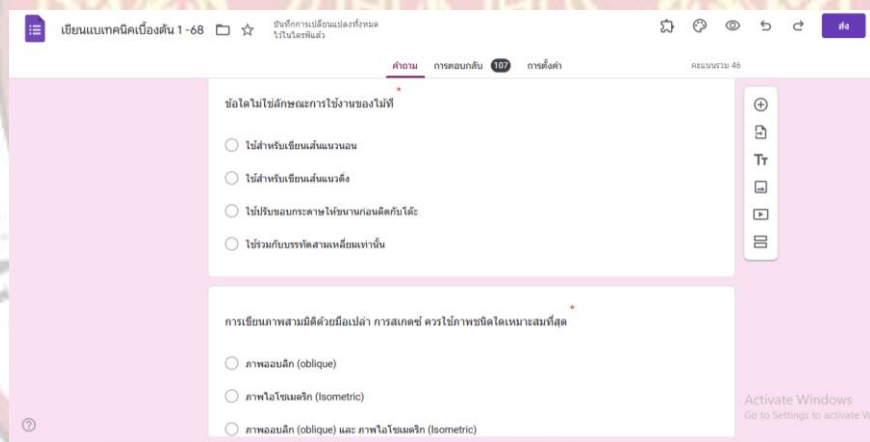 เขียนแบบเทคนิคเบื้องต้น 1-68
บันทึกการเปลี่ยนแปลงทั้งหมด
ไว้ในไดรฟ์แล้ว
ส่ง
คำถาม การตอบกลับ 107 การตั้งค่า
คะแนนรวม 46
ข้อใดไม่ใช่ลักษณะการใช้งานของไม้ที *
ใช้สำหรับเขียนเส้นแนวนอน
ใช้สำหรับเขียนเส้นแนวดิ่ง
ใช้ปรับขอบกระดาษให้ขนานก่อนติดกับโต๊ะ
ใช้ร่วมกับบรรทัดสามเหลี่ยมเท่านั้น
การเขียนภาพสามมิติด้วยมือเปล่า การสเกตซ์ ควรใช้ภาพชนิดใดเหมาะสมที่สุด *
ภาพออบลิก (oblique)
ภาพไอโซเมตริก (Isometric)
ภาพออบลิก (oblique) และ ภาพไอโซเมตริก (Isometric)
Tт
Activate Windows
Go to Settings to activate W